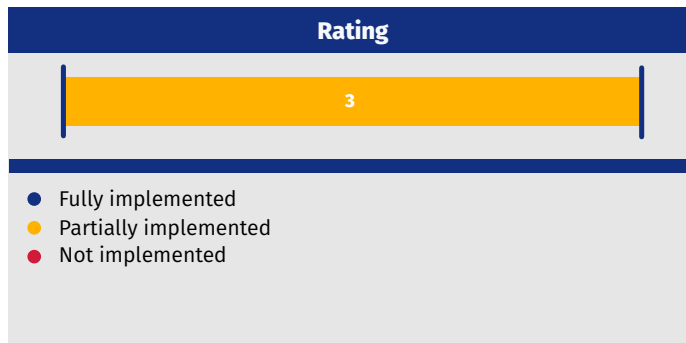 Rating
3
Fully implemented
Partially implemented
Not implemented